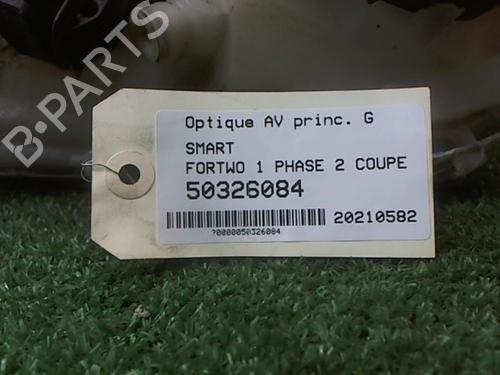 B-PARTS
Optique AV princ. G
SMART
FORTWO 1 PHASE 2 COUPE
50326084
20210582
?0000050326084